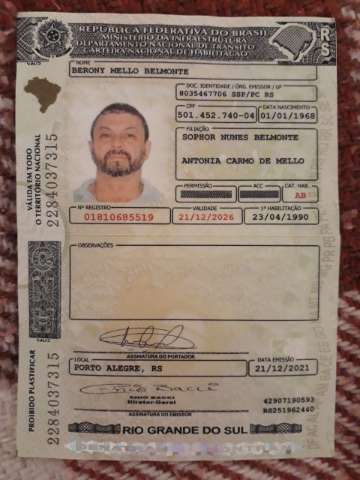 REPÚBLICA FEDERATIVA DO BRASIL
MINISTÉRIO DA INFRAESTRUTURA
DEPARTAMENTO NACIONAL DE TRÂNSITO
CARTEIRA NACIONAL DE HABILITAÇÃO
RS
NOME
BERONY MELLO BELMONTE
DOC. IDENTIDADE / ÓRG. EMISSOR / UF
8035467706 SSP/PC RS
CPF
501.452.740-04
DATA NASCIMENTO
01/01/1968
FILIAÇÃO
SOPHOR NUNES BELMONTE
ANTONIA CARMO DE MELLO
PERMISSÃO
ACC
CAT. HAB.
AB
Nº REGISTRO
01810685519
VALIDADE
21/12/2026
1ª HABILITAÇÃO
23/04/1990
VÁLIDA EM TODO
O TERRITÓRIO NACIONAL
2284037315
OBSERVAÇÕES
ASSINATURA DO PORTADOR
LOCAL
PORTO ALEGRE, RS
DATA EMISSÃO
21/12/2021
Diretor-Geral
ASSINATURA DO EMISSOR
42907190593
RS251962440
PROIBIDO PLASTIFICAR
2284037315
RIO GRANDE DO SUL